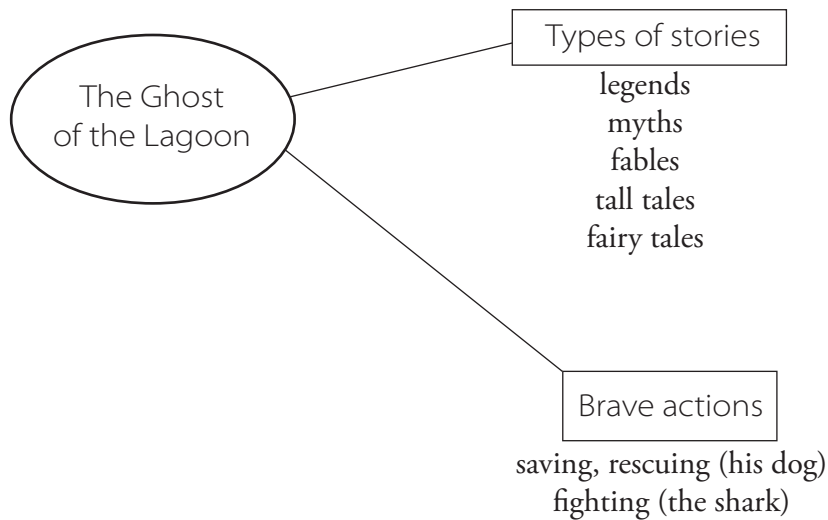 The Ghost
of the Lagoon
Types of stories
legends
myths
fables
tall tales
fairy tales
Brave actions
saving, rescuing (his dog)
fighting (the shark)